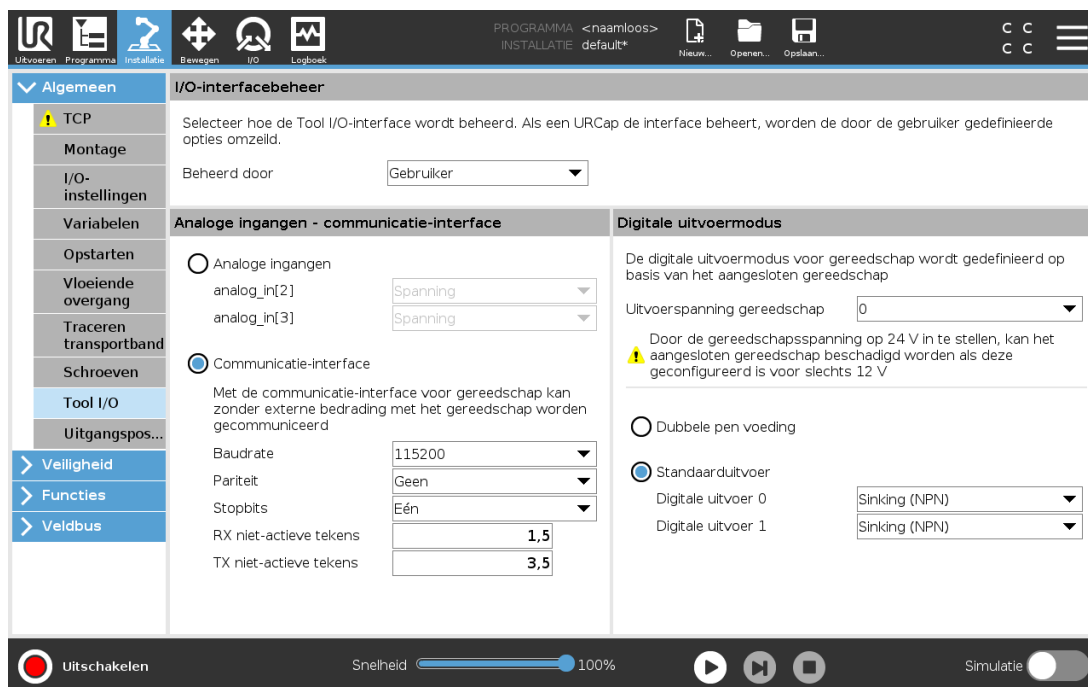 PROGRAMMA <naamloos>
INSTALLATIE default*
C C
C C
Uitvoeren Programma Installatie Bewegen I/O Logboek Nieuw... Openen... Opslaan...
Algemeen
TCP
Montage
I/O-
instellingen
Variabelen
Opstarten
Vloeiende
overgang
Traceren
transportband
Schroeven
Tool I/O
Uitgangspos...
Veiligheid
Functies
Veldbus
I/O-interfacebeheer
Selecteer hoe de Tool I/O-interface wordt beheerd. Als een URCap de interface beheert, worden de door de gebruiker gedefinieerde
opties omzeild.
Beheerd door Gebruiker
Analoge ingangen - communicatie-interface
Analoge ingangen
analog_in[2] Spanning
analog_in[3] Spanning
Communicatie-interface
Met de communicatie-interface voor gereedschap kan
zonder externe bedrading met het gereedschap worden
gecommuniceerd
Baudrate 115200
Pariteit Geen
Stopbits Eén
RX niet-actieve tekens 1,5
TX niet-actieve tekens 3,5
Digitale uitvoermodus
De digitale uitvoermodus voor gereedschap wordt gedefinieerd op
basis van het aangesloten gereedschap
Uitvoerspanning gereedschap 0
Door de gereedschapsspanning op 24 V in te stellen, kan het
aangesloten gereedschap beschadigd worden als deze
geconfigureerd is voor slechts 12 V
Dubbele pen voeding
Standaarduitvoer
Digitale uitvoer 0 Sinking (NPN)
Digitale uitvoer 1 Sinking (NPN)
Uitschakelen
Snelheid 100%
Simulatie